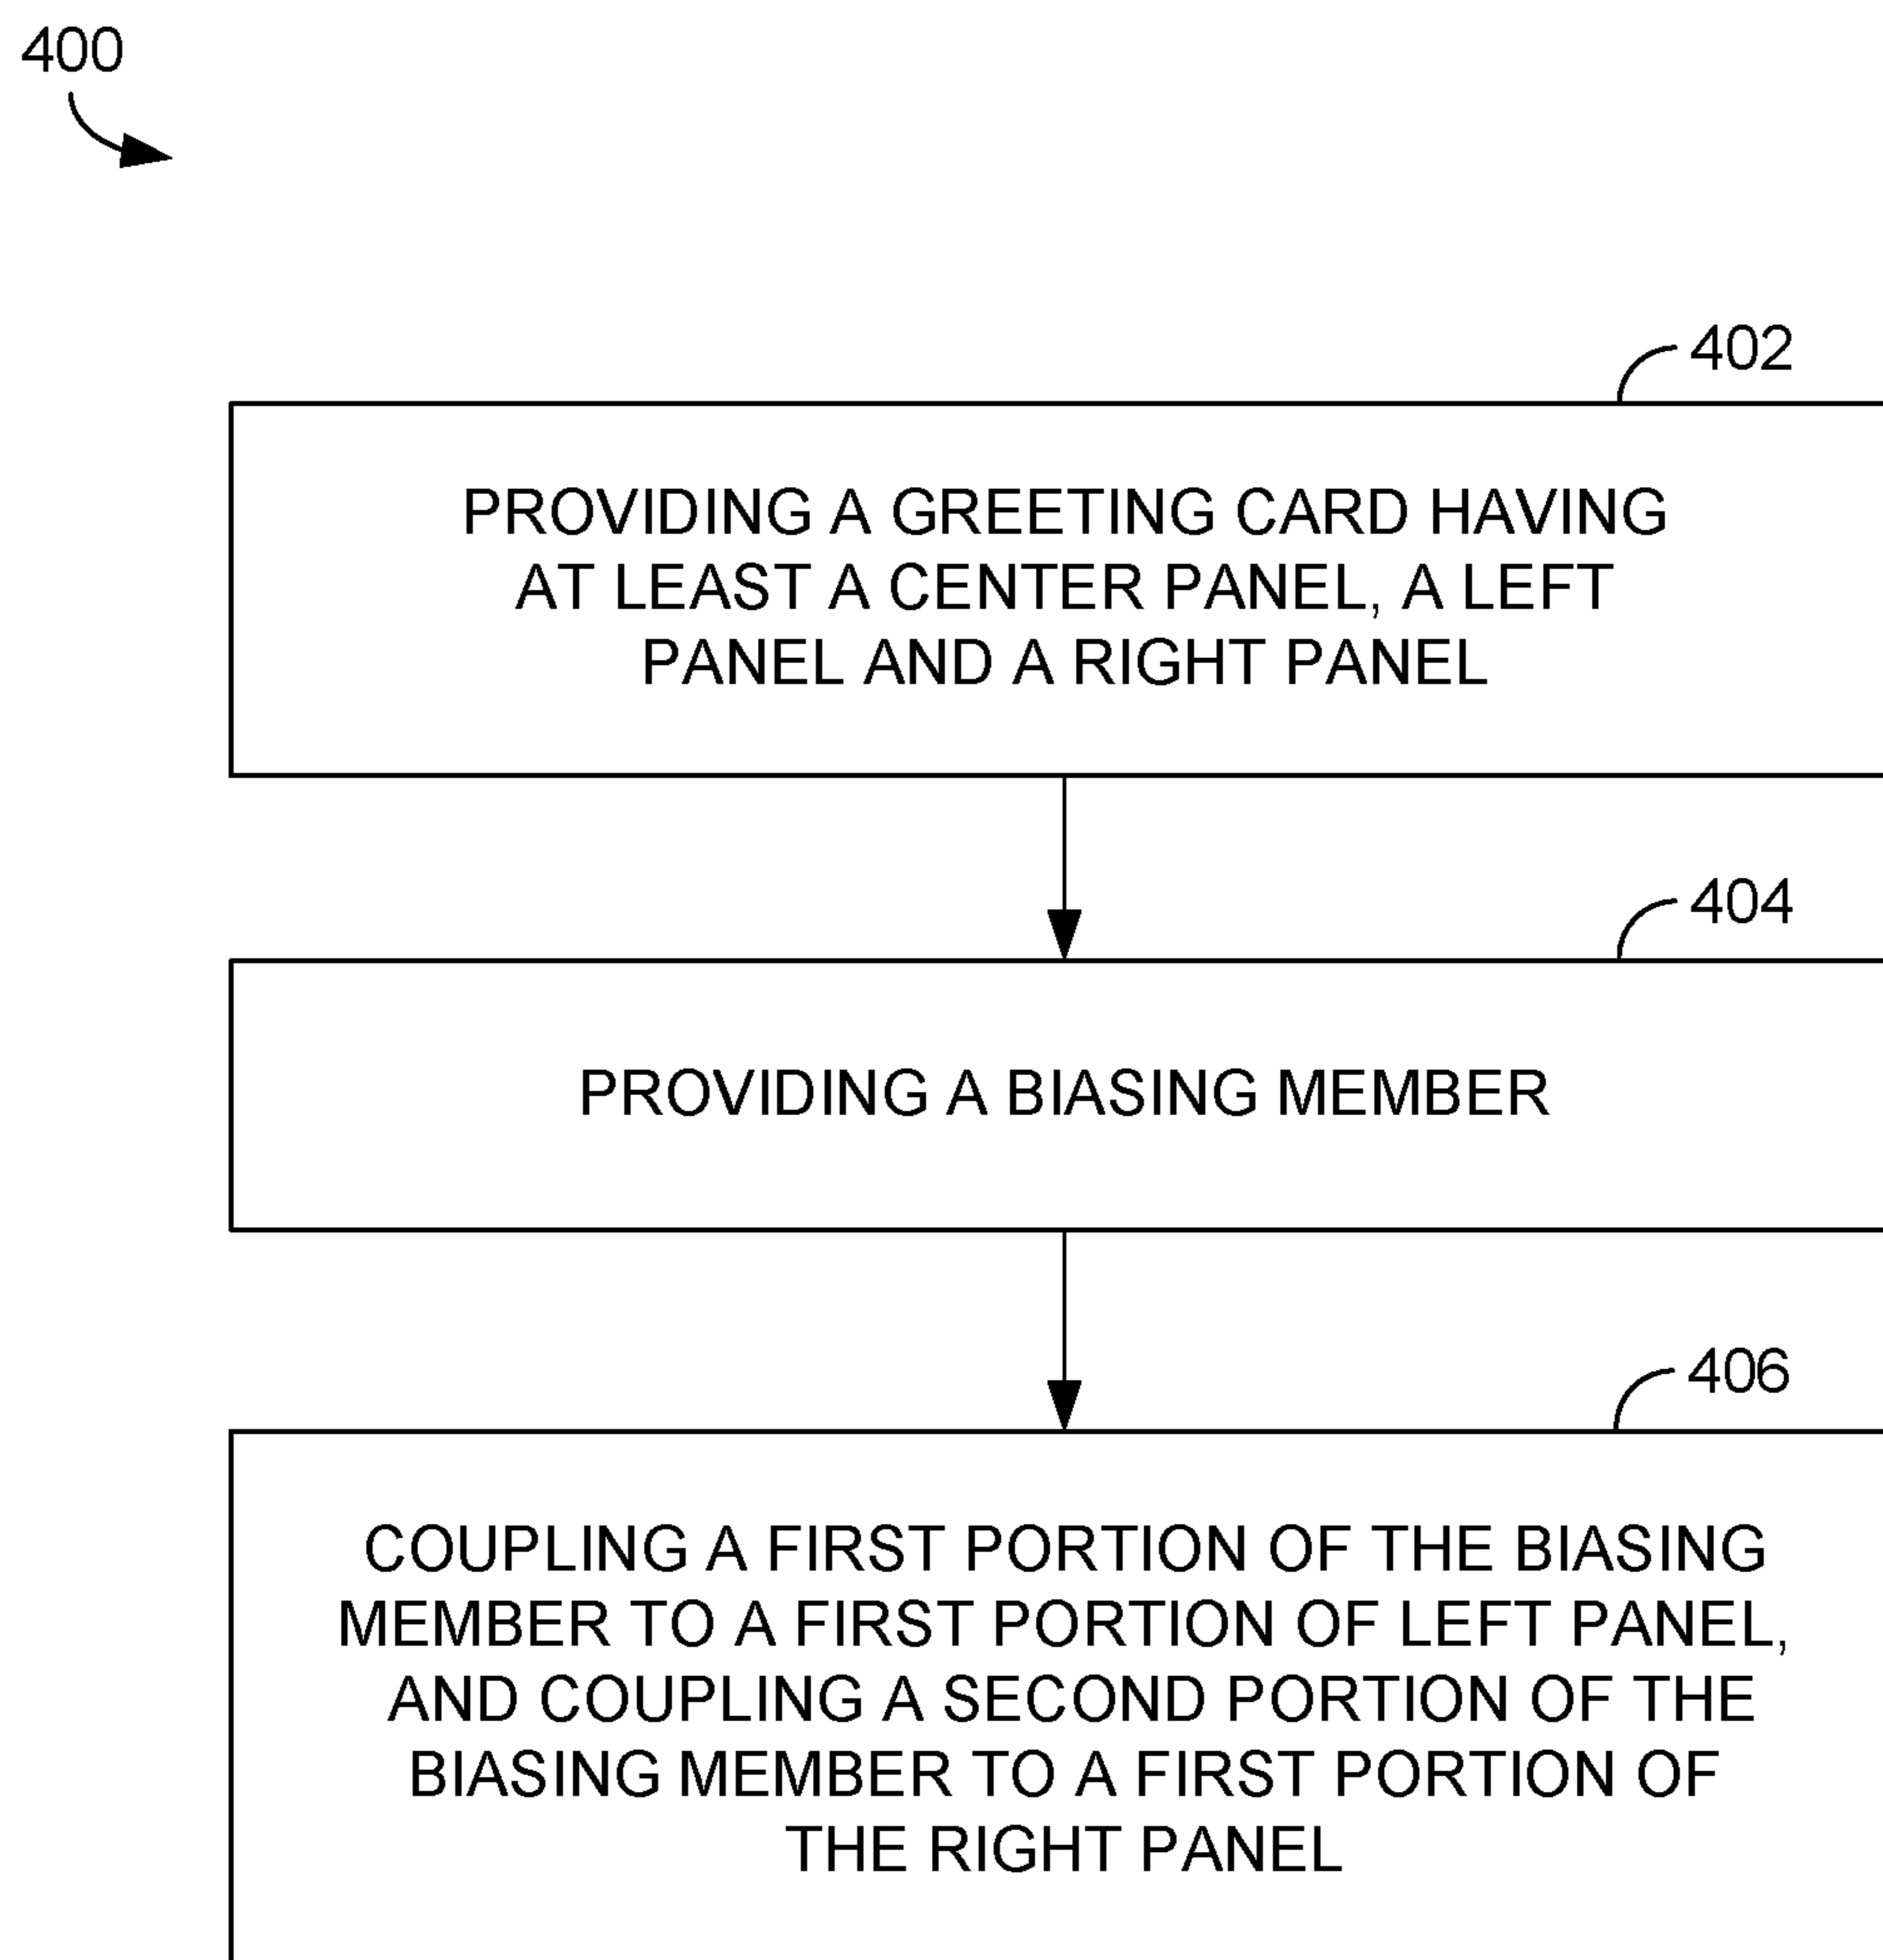 400
402
PROVIDING A GREETING CARD HAVING
AT LEAST A CENTER PANEL, A LEFT
PANEL AND A RIGHT PANEL
404
PROVIDING A BIASING MEMBER
406
COUPLING A FIRST PORTION OF THE BIASING
MEMBER TO A FIRST PORTION OF LEFT PANEL,
AND COUPLING A SECOND PORTION OF THE
BIASING MEMBER TO A FIRST PORTION OF
THE RIGHT PANEL